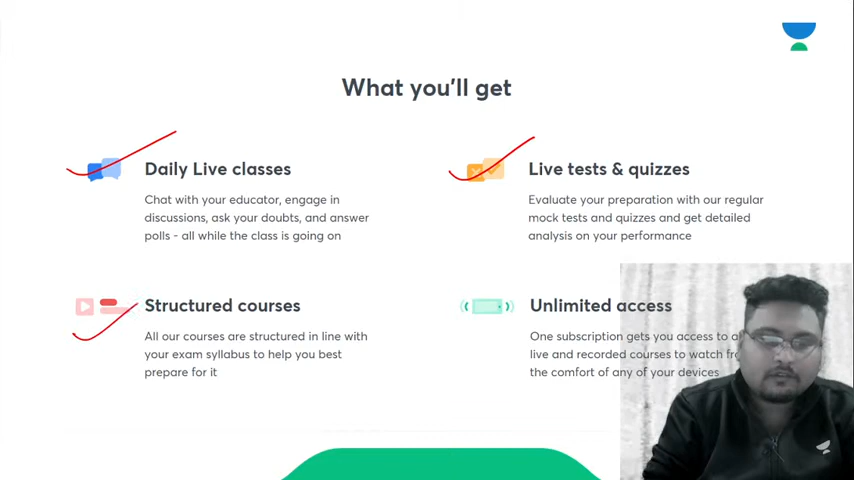 What you'll get
Daily Live classes
Chat with your educator, engage in
discussions, ask your doubts, and answer
polls - all while the class is going on
Live tests & quizzes
Evaluate your preparation with our regular
mock tests and quizzes and get detailed
analysis on your performance
Structured courses
All our courses are structured in line with
your exam syllabus to help you best
prepare for it
Unlimited access
One subscription gets you access to
live and recorded courses to watch
the comfort of any of your devices